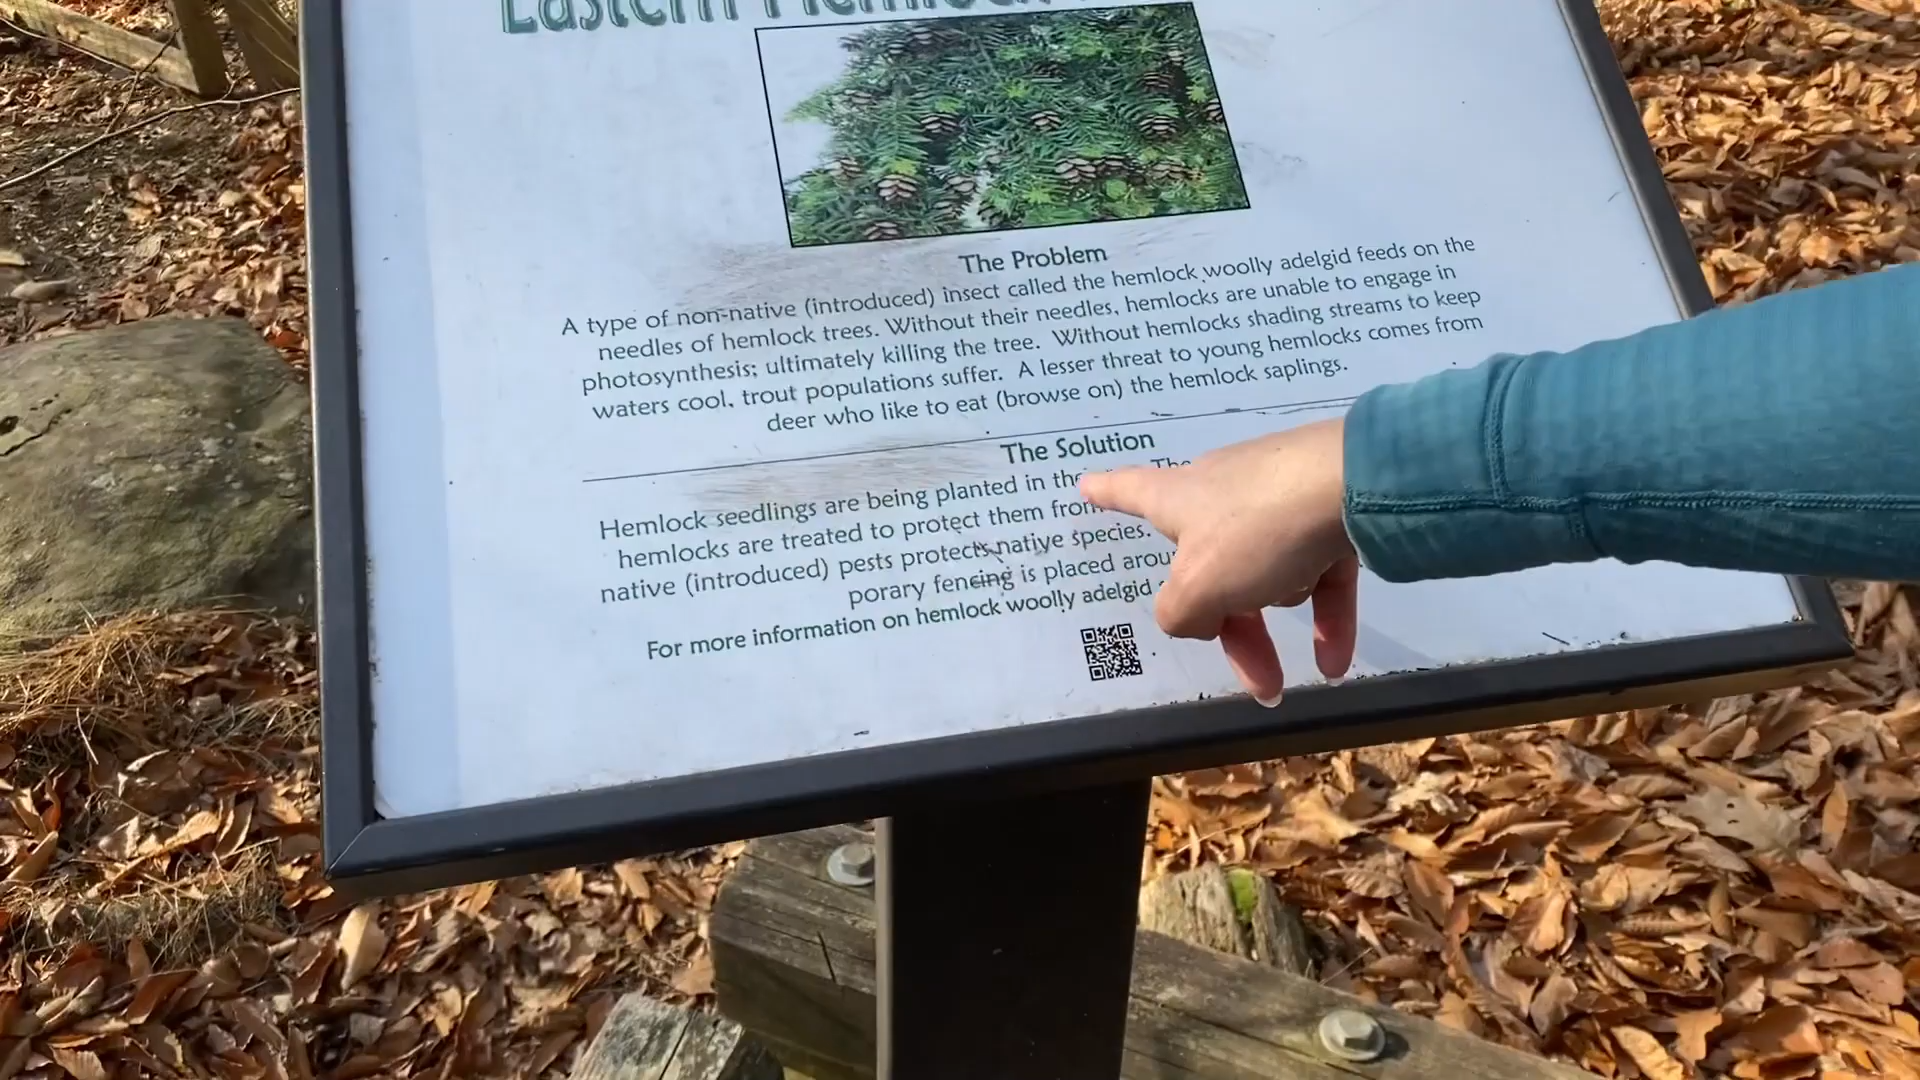 Eastern Hemlock
The Problem
A type of non-native (introduced) insect called the hemlock woolly adelgid feeds on the
needles of hemlock trees. Without their needles, hemlocks are unable to engage in
photosynthesis; ultimately killing the tree. Without hemlocks shading streams to keep
waters cool, trout populations suffer. A lesser threat to young hemlocks comes from
deer who like to eat (browse on) the hemlock saplings.
The Solution
Hemlock seedlings are being planted in The
hemlocks are treated to protect them from
native (introduced) pests protects native species.
porary fencing is placed
For more information on hemlock woolly adelgid